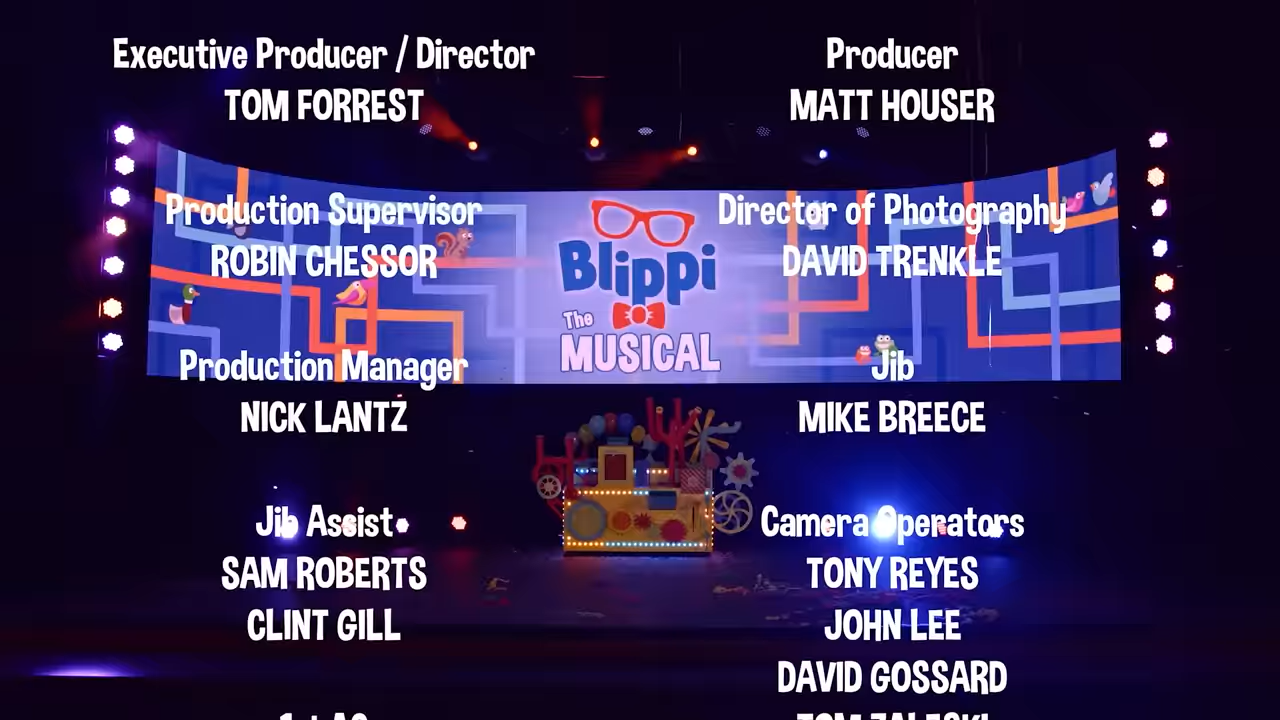 Executive Producer / Director
TOM FORREST
Producer
MATT HOUSER
Production Supervisor
ROBIN CHESSOR
Director of Photography
DAVID TRENKLE
Blippi
The
MUSICAL
Production Manager
NICK LANTZ
Jib
MIKE BREECE
Jib Assist
SAM ROBERTS
CLINT GILL
Camera Operators
TONY REYES
JOHN LEE
DAVID GOSSARD